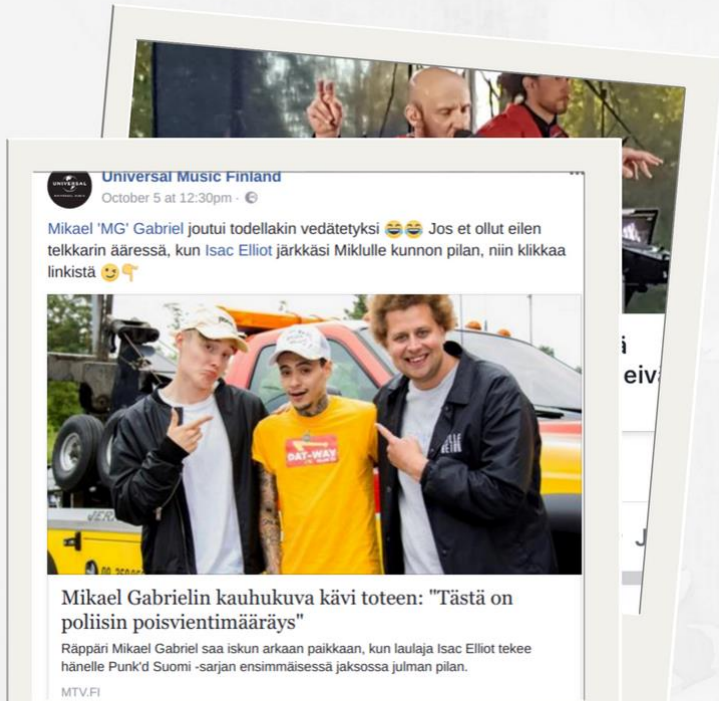 UNIVERSAL
Universal Music Finland
October 5 at 12:30pm ·
Mikael 'MG' Gabriel joutui todellakin vedätetyksi 😂😂 Jos et ollut eilen
telkkarin ääressä, kun Isac Elliot järkkäsi Miklulle kunnon pilan, niin klikkaa
linkistä 😉👇
DAT-WAY
Mikael Gabrielin kauhukuva kävi toteen: "Tästä on
poliisin poisvientimääräys"
Räppäri Mikael Gabriel saa iskun arkaan paikkaan, kun laulaja Isac Elliot tekee
hänelle Punk'd Suomi -sarjan ensimmäisessä jaksossa julman pilan.
MTV.FI